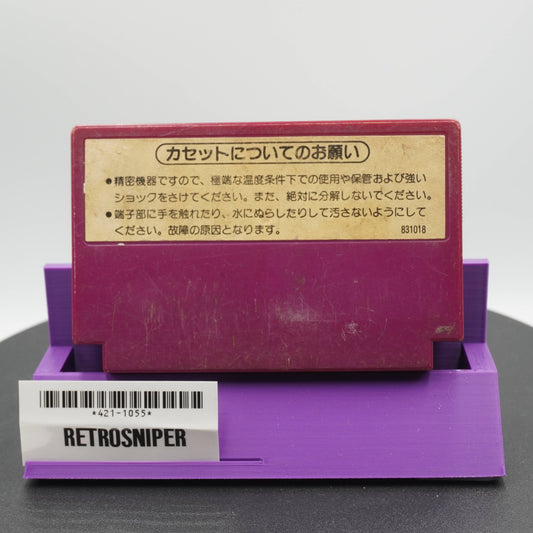 カセットについてのお願い
●精密機器ですので、極端な温度条件下での使用や保管および強い
ショックをさけてください。また、絶対に分解しないでください。
●端子部に手を触れたり、水にぬらしたりして汚さないようにして
ください。故障の原因となります。 831018
*421-1055*
RETROSNIPER